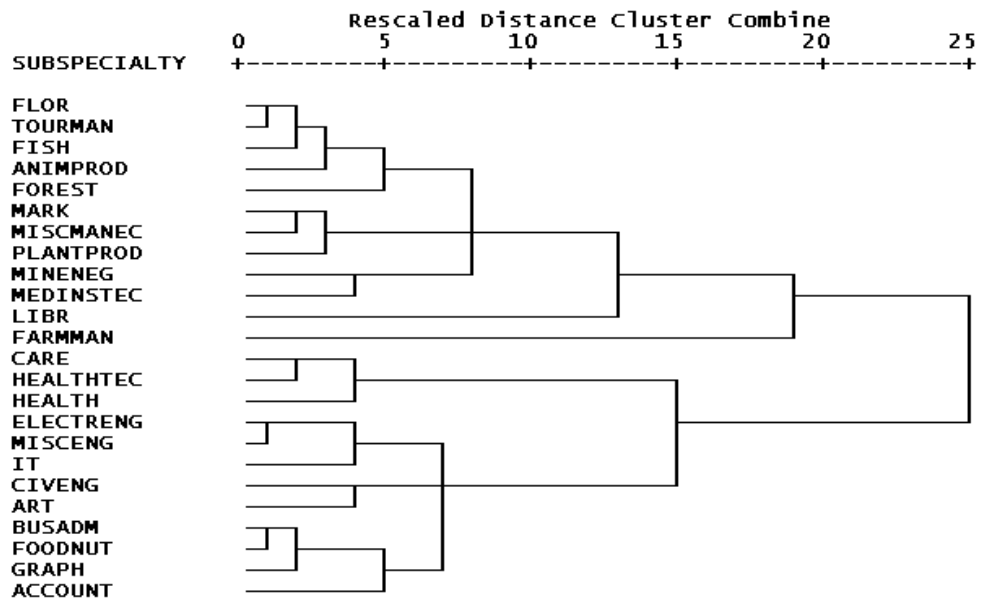 Rescaled Distance Cluster Combine
0 5 10 15 20 25
SUBSPECIALTY
FLOR
TOURMAN
FISH
ANIMPROD
FOREST
MARK
MISCMANEC
PLANTPROD
MINENEG
MEDINSTEC
LIBR
FARMMAN
CARE
HEALTHTEC
HEALTH
ELECTRENG
MISCENG
IT
CIVENG
ART
BUSADM
FOODNUT
GRAPH
ACCOUNT